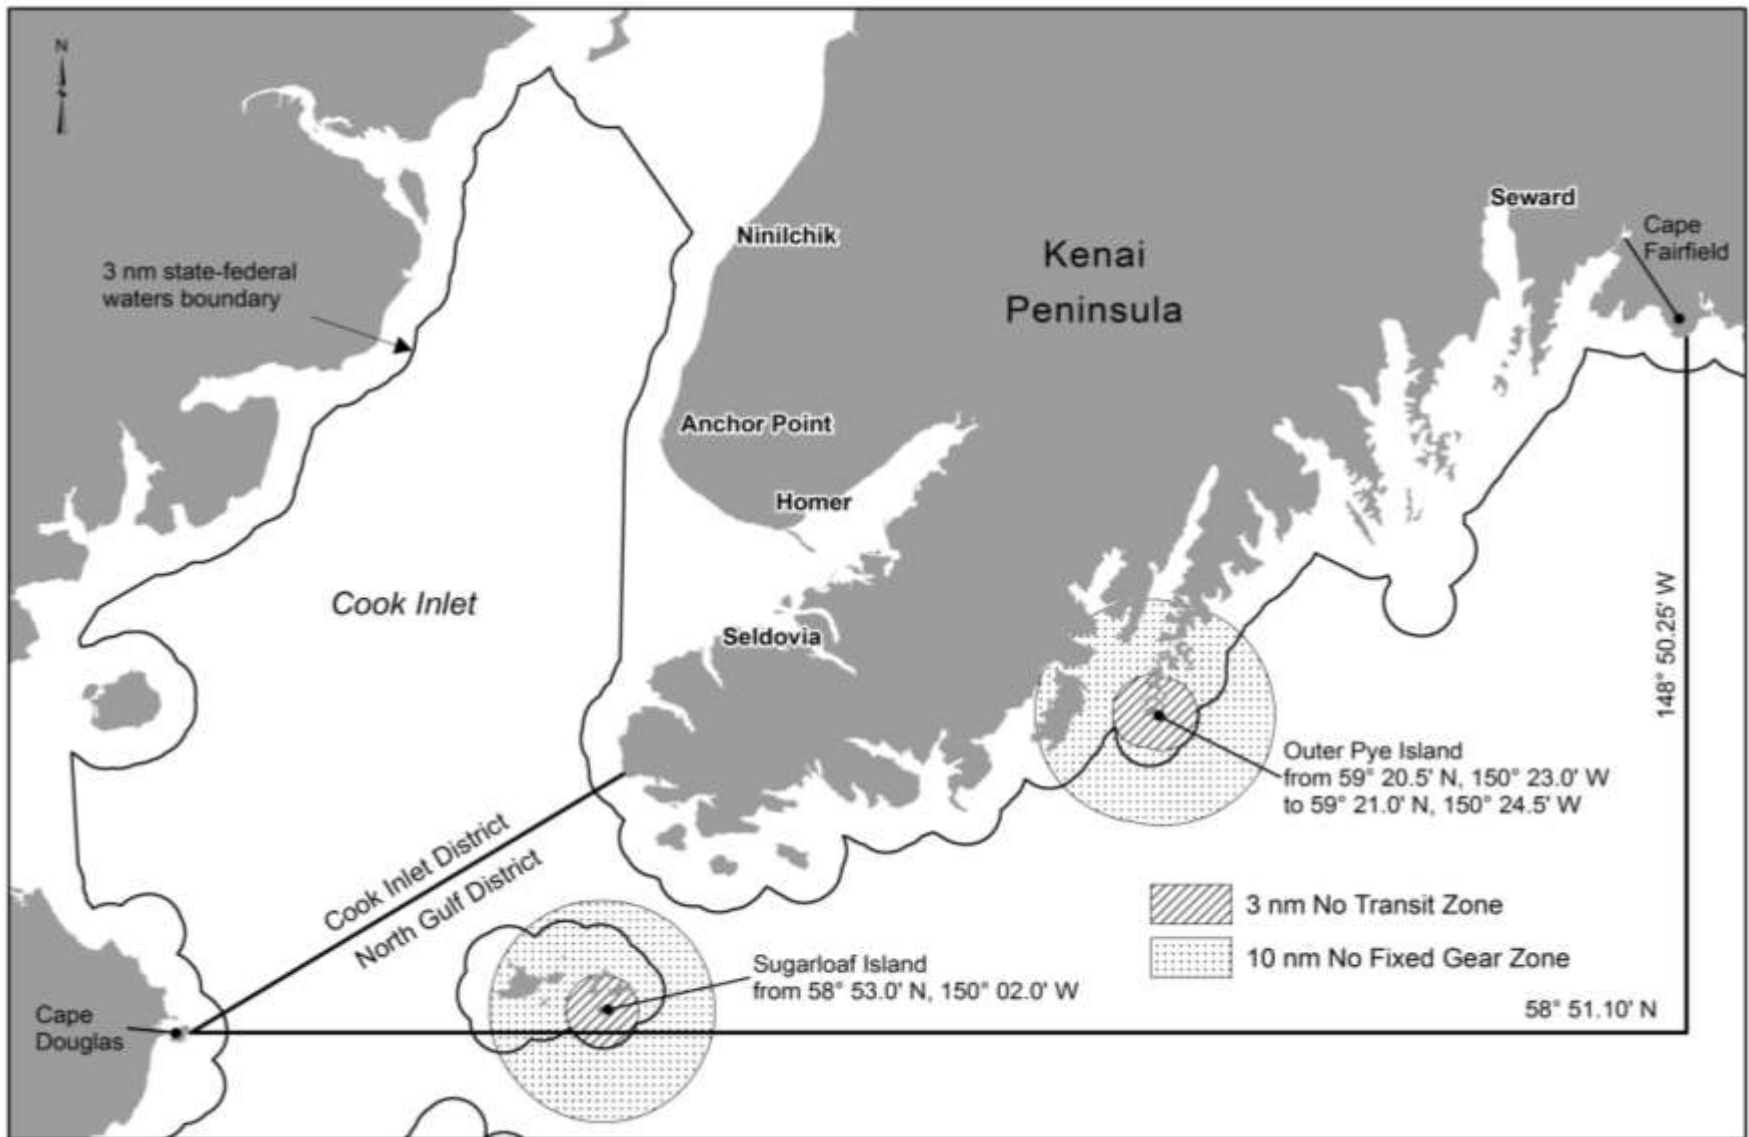 N
Seward
Cape
Fairfield
Ninilchik
Kenai
Peninsula
3 nm state-federal
waters boundary
Anchor Point
Homer
Cook Inlet
Seldovia
148° 50.25' W
Outer Pye Island
from 59° 20.5' N, 150° 23.0' W
to 59° 21.0' N, 150° 24.5' W
Cook Inlet District
North Gulf District
3 nm No Transit Zone
10 nm No Fixed Gear Zone
Sugarloaf Island
from 58° 53.0' N, 150° 02.0' W
58° 51.10' N
Cape
Douglas